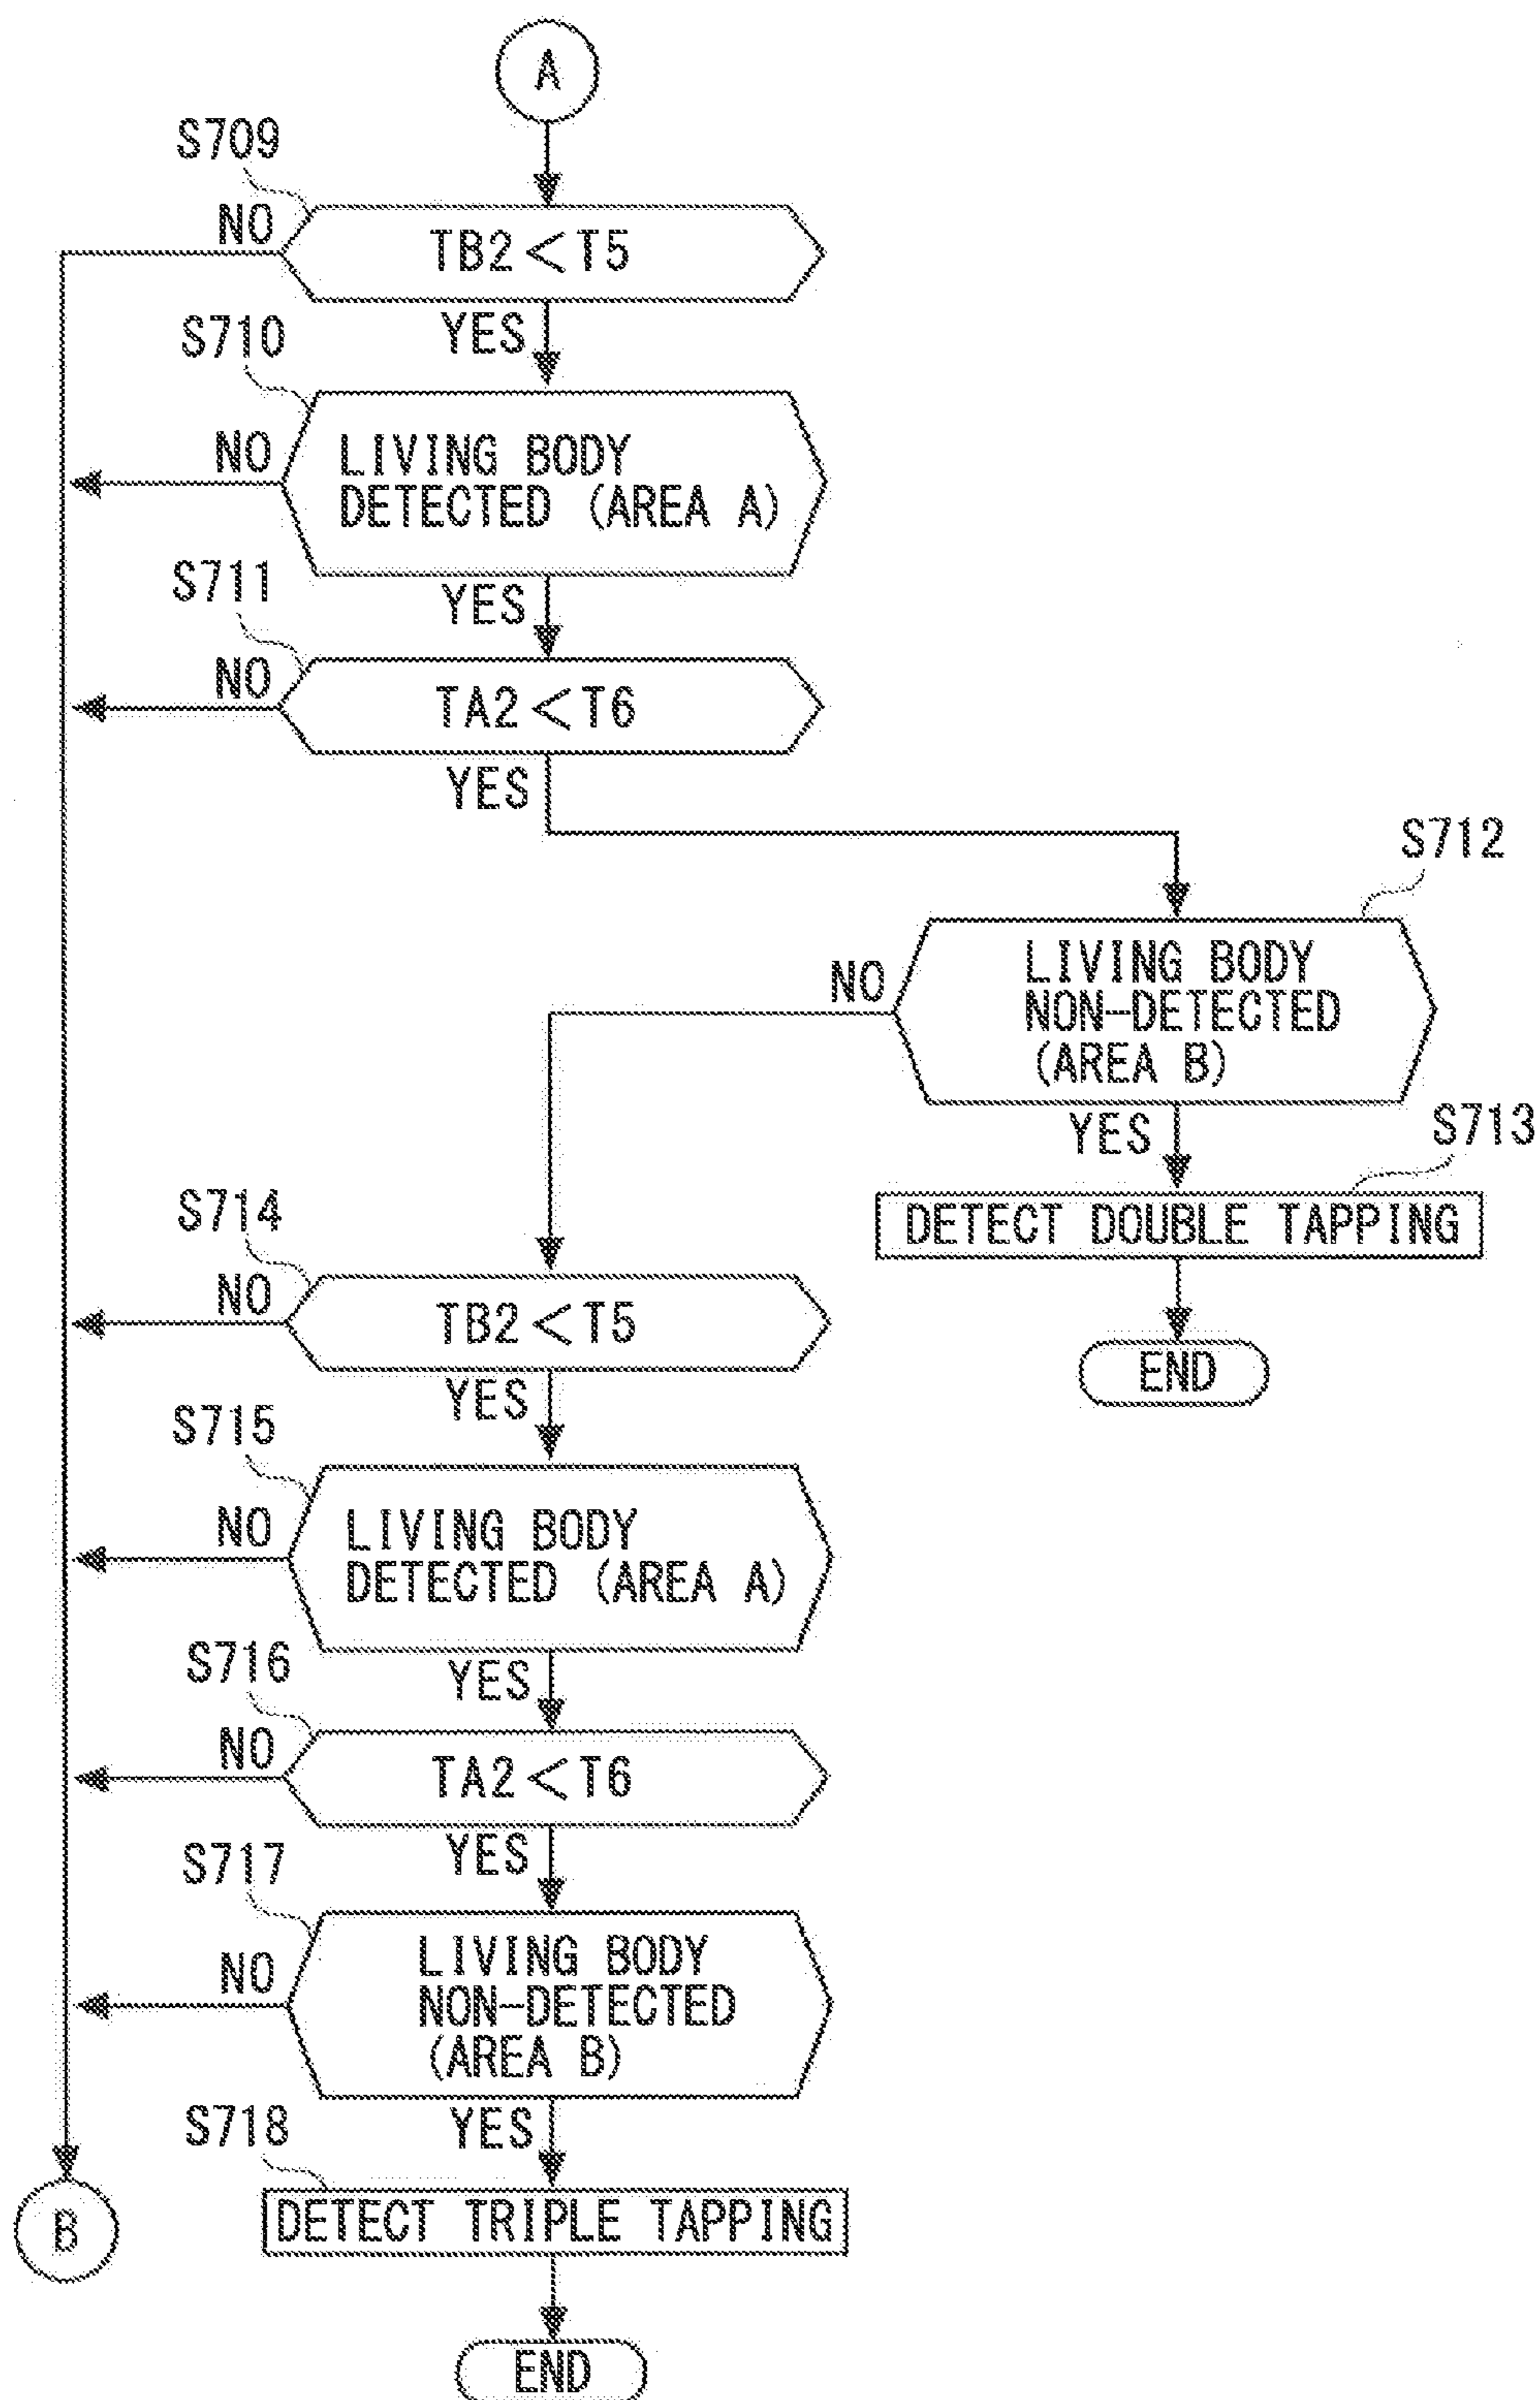 A
S709
NO
TB2<T5
YES
S710
NO
LIVING BODY
DETECTED (AREA A)
YES
S711
NO
TA2<T6
YES
S712
LIVING BODY
NON-DETECTED
(AREA B)
NO
YES
S713
DETECT DOUBLE TAPPING
END
S714
NO
TB2<T5
YES
S715
NO
LIVING BODY
DETECTED (AREA A)
YES
S716
NO
TA2<T6
YES
S717
NO
LIVING BODY
NON-DETECTED
(AREA B)
YES
S718
DETECT TRIPLE TAPPING
B
END